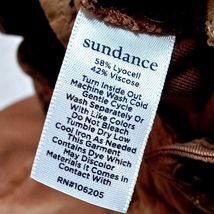 sundance
58% Lyocell
42% Viscose
Turn Inside Out
Machine Wash Cold
Gentle Cycle
Wash Separately Or
With Like Colors
Do Not Bleach
Tumble Dry Low
Cool Iron As Needed
This Garment
Contains Dye Which
May Discolor
Materials It Comes In
Contact With
RN#106205